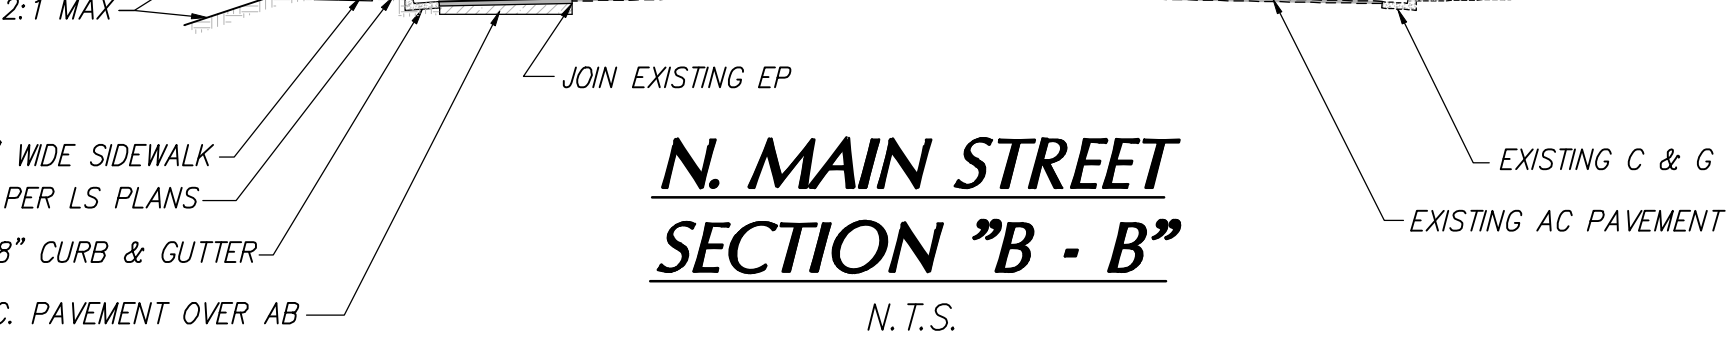 2:1 MAX
JOIN EXISTING EP
WIDE SIDEWALK
PER LS PLANS
8” CURB & GUTTER
C. PAVEMENT OVER AB
N. MAIN STREET
SECTION ”B - B”
N.T.S.
EXISTING C & G
EXISTING AC PAVEMENT